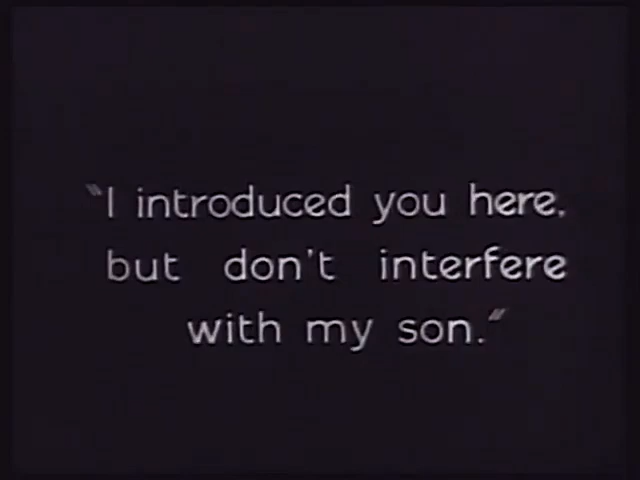 "I introduced you here,
but don't interfere
with my son."